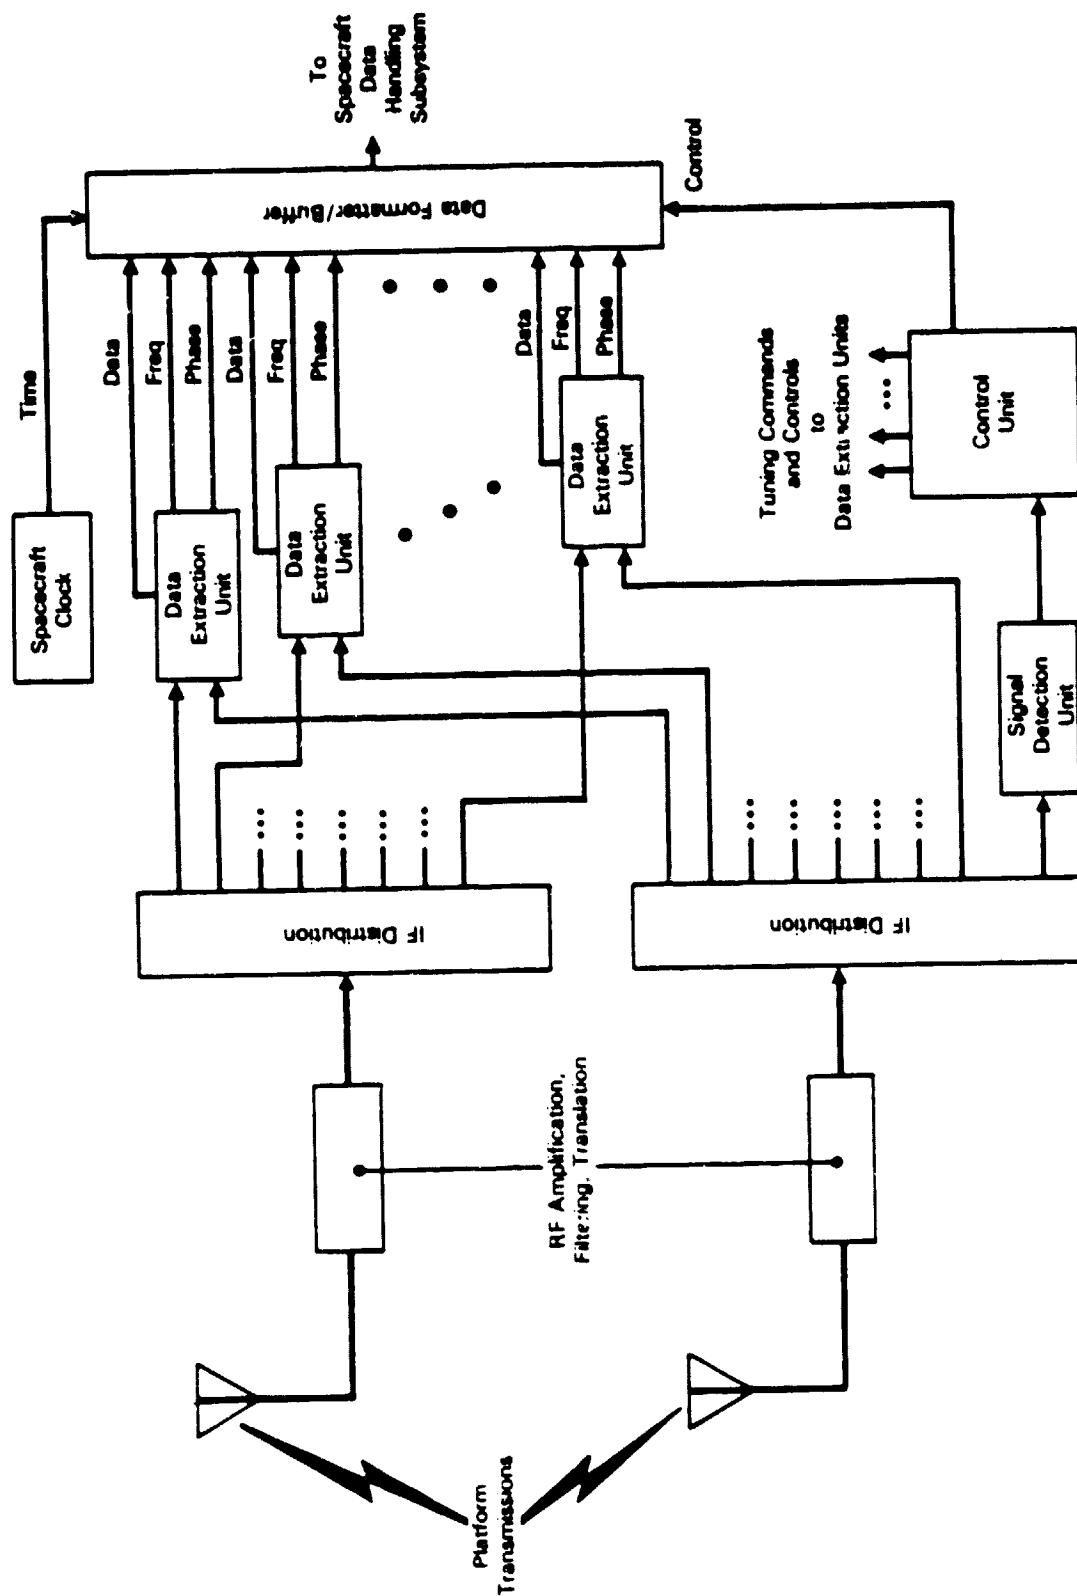 Platform
Transmissions
RF Amplification,
Filtering, Translation
IF Distribution
IF Distribution
Spacecraft
Clock
Time
Data
Extraction
Unit
Data
Freq
Phase
Data
Extraction
Unit
Data
Freq
Phase
Data
Extraction
Unit
Data
Freq
Phase
Signal
Detection
Unit
Control
Unit
Tuning Commands
and Controls
to
Data Extraction Units
Control
Data Formatter/Buffer
To
Spacecraft
Data
Handling
Subsystem